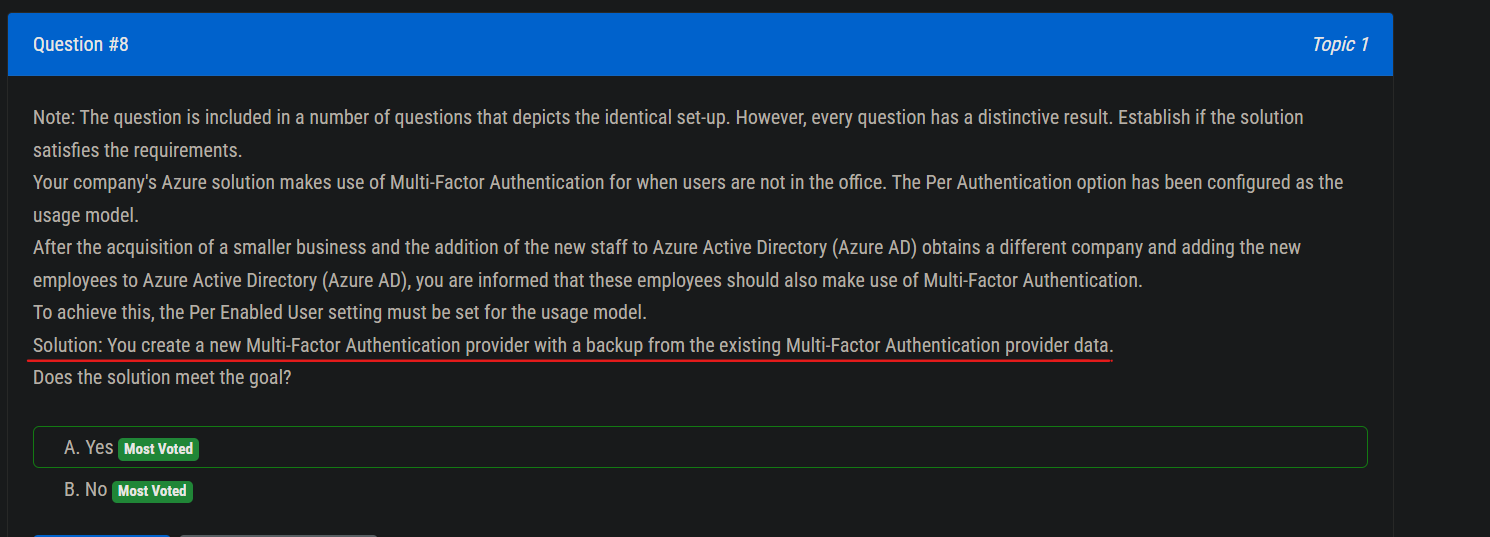 Question #8
Topic 1
Note: The question is included in a number of questions that depicts the identical set-up. However, every question has a distinctive result. Establish if the solution
satisfies the requirements.
Your company's Azure solution makes use of Multi-Factor Authentication for when users are not in the office. The Per Authentication option has been configured as the
usage model.
After the acquisition of a smaller business and the addition of the new staff to Azure Active Directory (Azure AD) obtains a different company and adding the new
employees to Azure Active Directory (Azure AD), you are informed that these employees should also make use of Multi-Factor Authentication.
To achieve this, the Per Enabled User setting must be set for the usage model.
Solution: You create a new Multi-Factor Authentication provider with a backup from the existing Multi-Factor Authentication provider data.
Does the solution meet the goal?
A. Yes Most Voted
B. No Most Voted